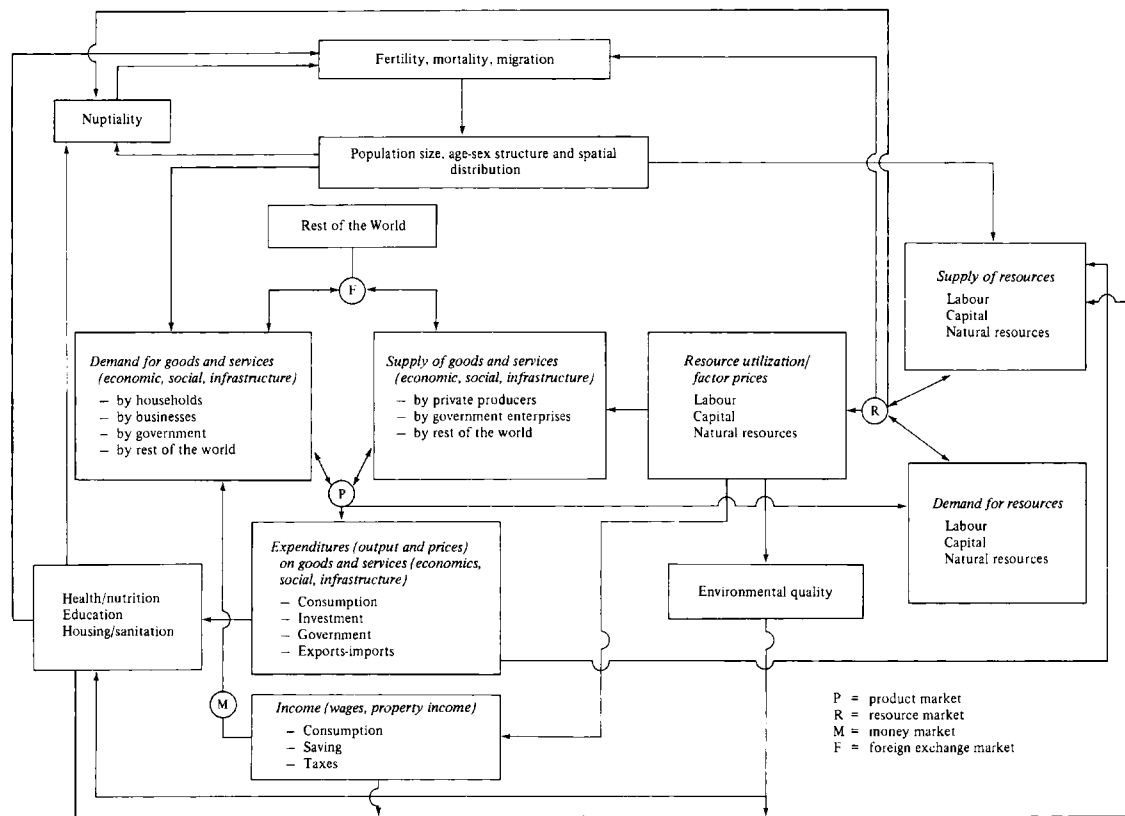 Fertility, mortality, migration
Nuptiality
Population size, age-sex structure and spatial
distribution
Rest of the World
F
Supply of resources
Labour
Capital
Natural resources
Demand for goods and services
(economic, social, infrastructure)
– by households
– by businesses
– by government
– by rest of the world
Supply of goods and services
(economic, social, infrastructure)
– by private producers
– by government enterprises
– by rest of the world
Resource utilization/
factor prices
Labour
Capital
Natural resources
R
P
Demand for resources
Labour
Capital
Natural resources
Expenditures (output and prices)
on goods and services (economics,
social, infrastructure)
– Consumption
– Investment
– Government
– Exports-imports
Environmental quality
Health/nutrition
Education
Housing/sanitation
M
Income (wages, property income)
– Consumption
– Saving
– Taxes
P = product market
R = resource market
M = money market
F = foreign exchange market